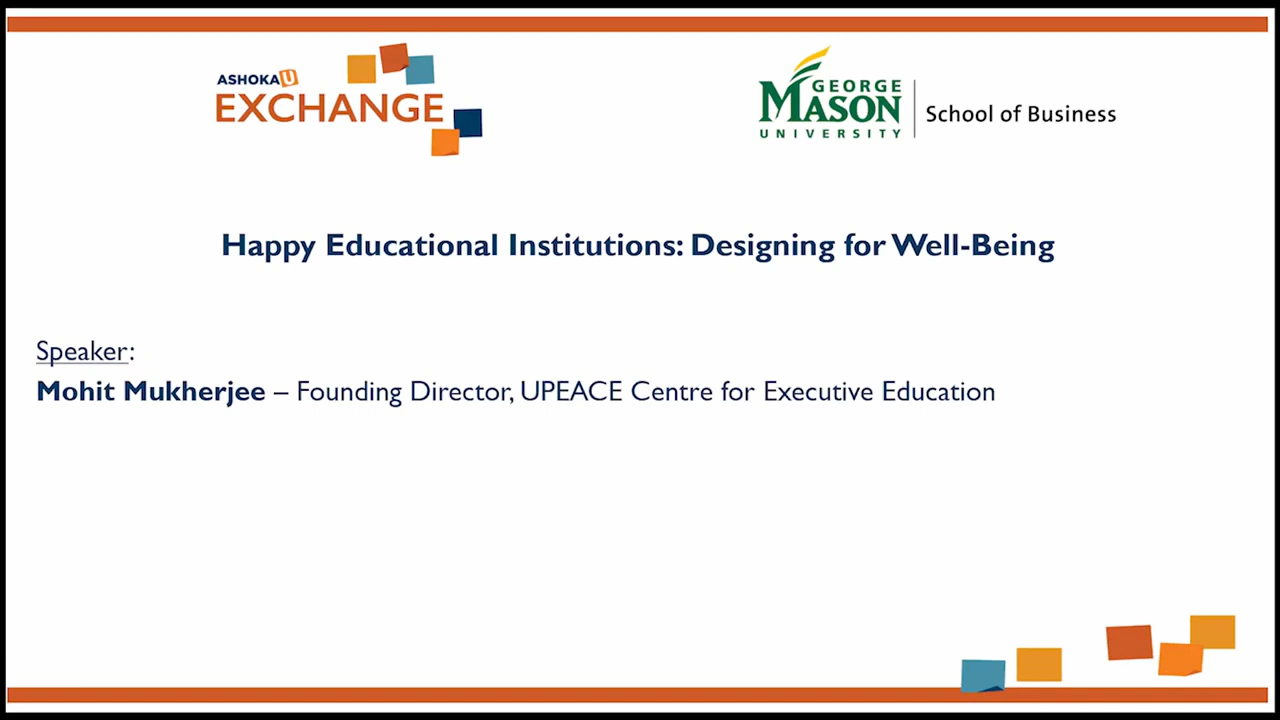 ASHOKA U
EXCHANGE
GEORGE
MASON
UNIVERSITY
School of Business
Happy Educational Institutions: Designing for Well-Being
Speaker:
Mohit Mukherjee – Founding Director, UPEACE Centre for Executive Education